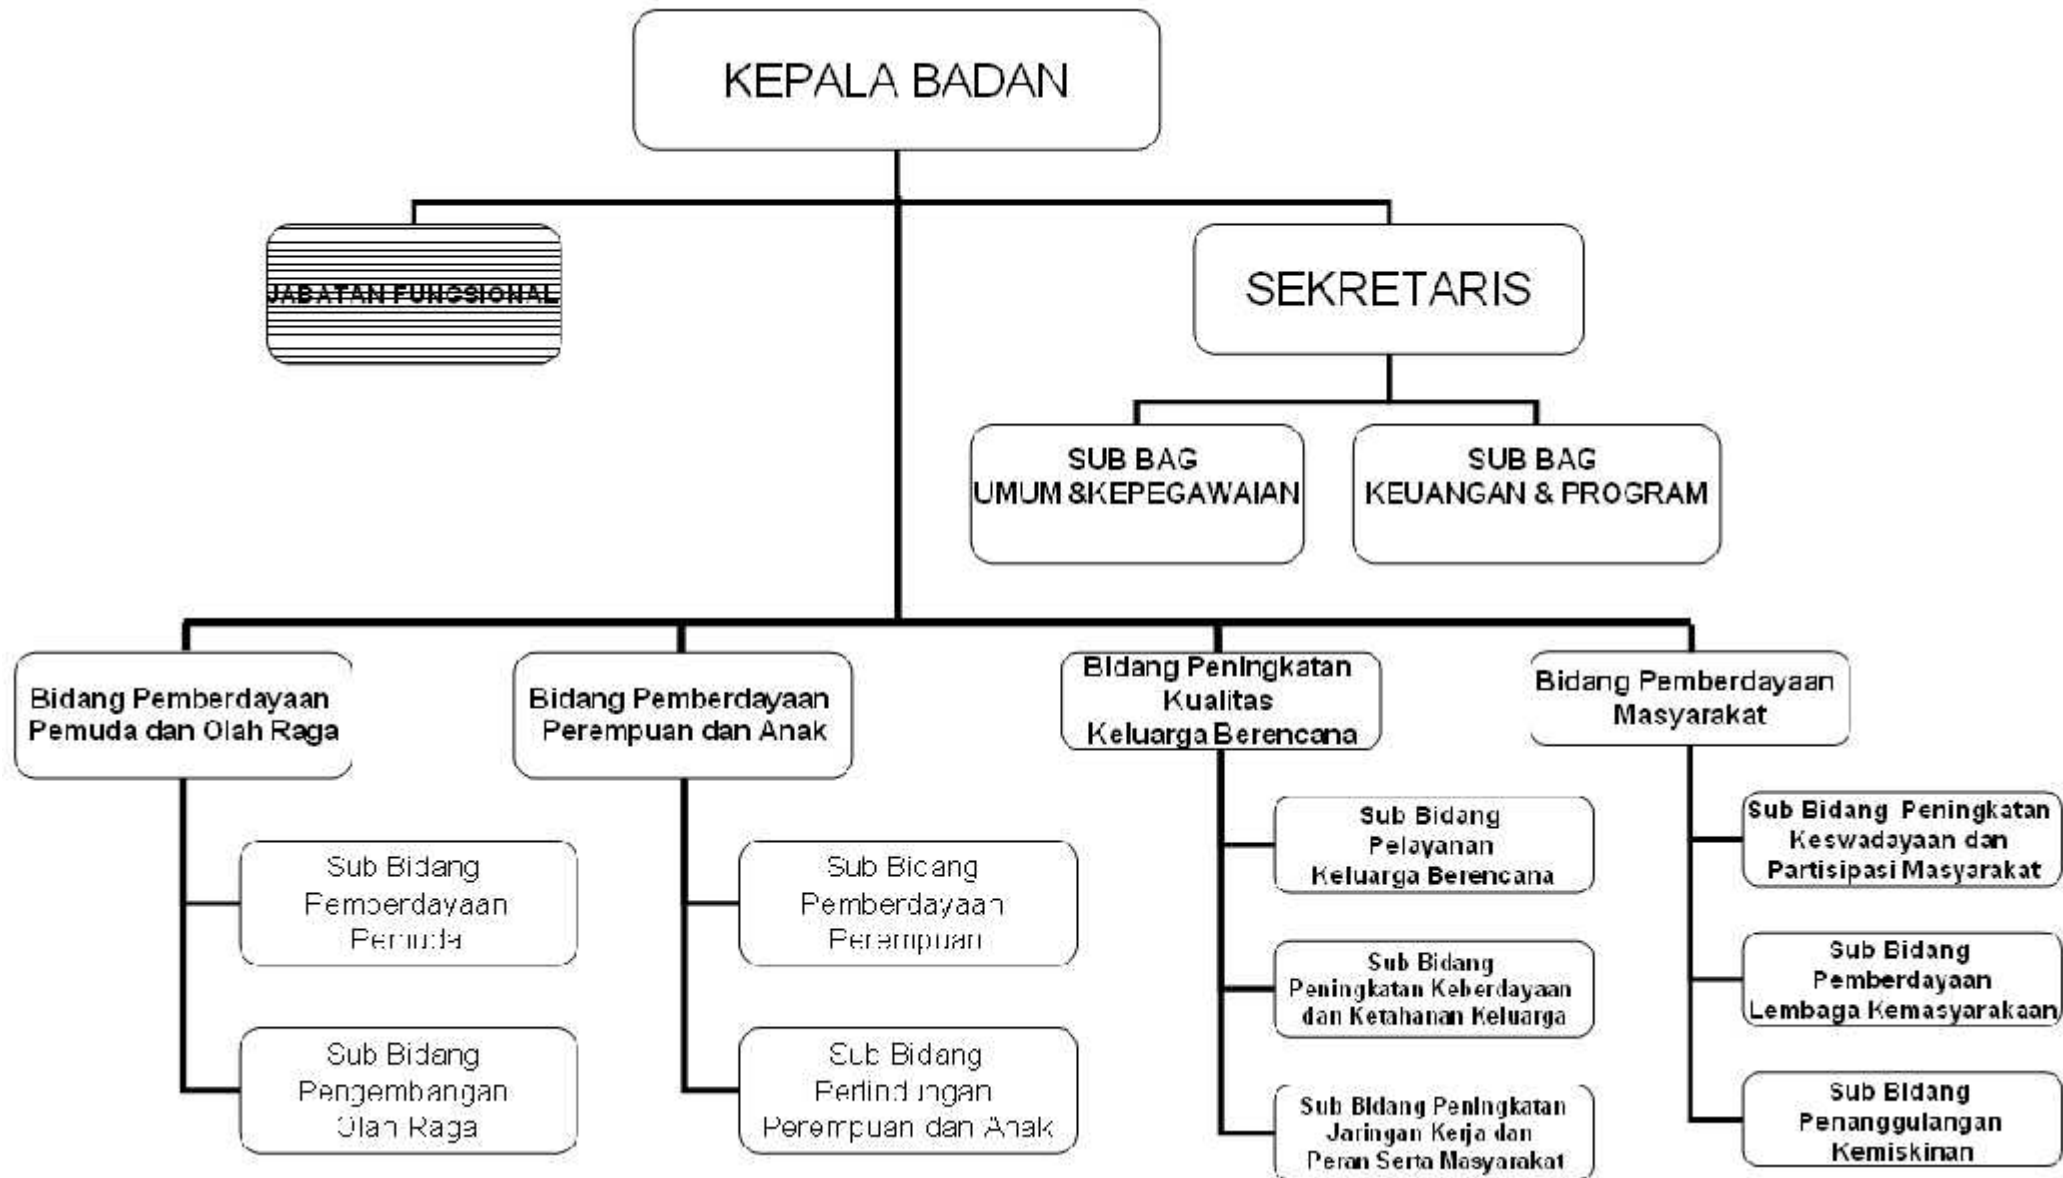 KEPALA BADAN
JABATAN FUNGSIONAL
SEKRETARIS
SUB BAG
UMUM &KEPEGAWAIAN
SUB BAG
KEUANGAN & PROGRAM
Bidang Pemberdayaan
Pemuda dan Olah Raga
Bidang Pemberdayaan
Perempuan dan Anak
Bidang Peningkatan
Kualitas
Keluarga Berencana
Bidang Pemberdayaan
Masyarakat
Sub Bidang
Pemberdayaan
Pemuda
Sub Bidang
Pengembangan
Olah Raga
Sub Bidang
Pemberdayaan
Perempuan
Sub Bidang
Perlindungan
Perempuan dan Anak
Sub Bidang
Pelayanan
Keluarga Berencana
Sub Bidang
Peningkatan Keberdayaan
dan Ketahanan Keluarga
Sub Bidang Peningkatan
Jaringan Kerja dan
Peran Serta Masyarakat
Sub Bidang Peningkatan
Keswadayaan dan
Partisipasi Masyarakat
Sub Bidang
Pemberdayaan
Lembaga Kemasyarakaan
Sub Bidang
Penanggulangan
Kemiskinan